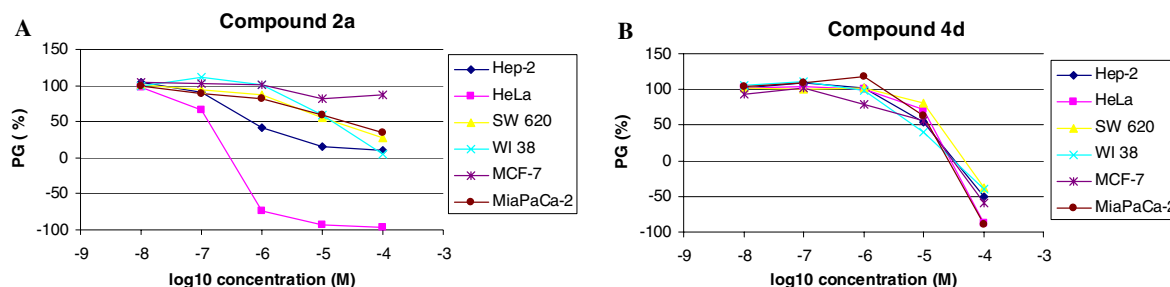 A
Compound 2a
PG ( %)
150
100
50
0
-50
-100
-9
-8
-7
-6
-5
-4
-3
log10 concentration (M)
Hep-2
HeLa
SW 620
WI 38
MCF-7
MiaPaCa-2
B
Compound 4d
PG (%)
150
100
50
0
-50
-100
-9
-8
-7
-6
-5
-4
-3
log10 concentration (M)
Hep-2
HeLa
SW 620
WI 38
MCF-7
MiaPaCa-2